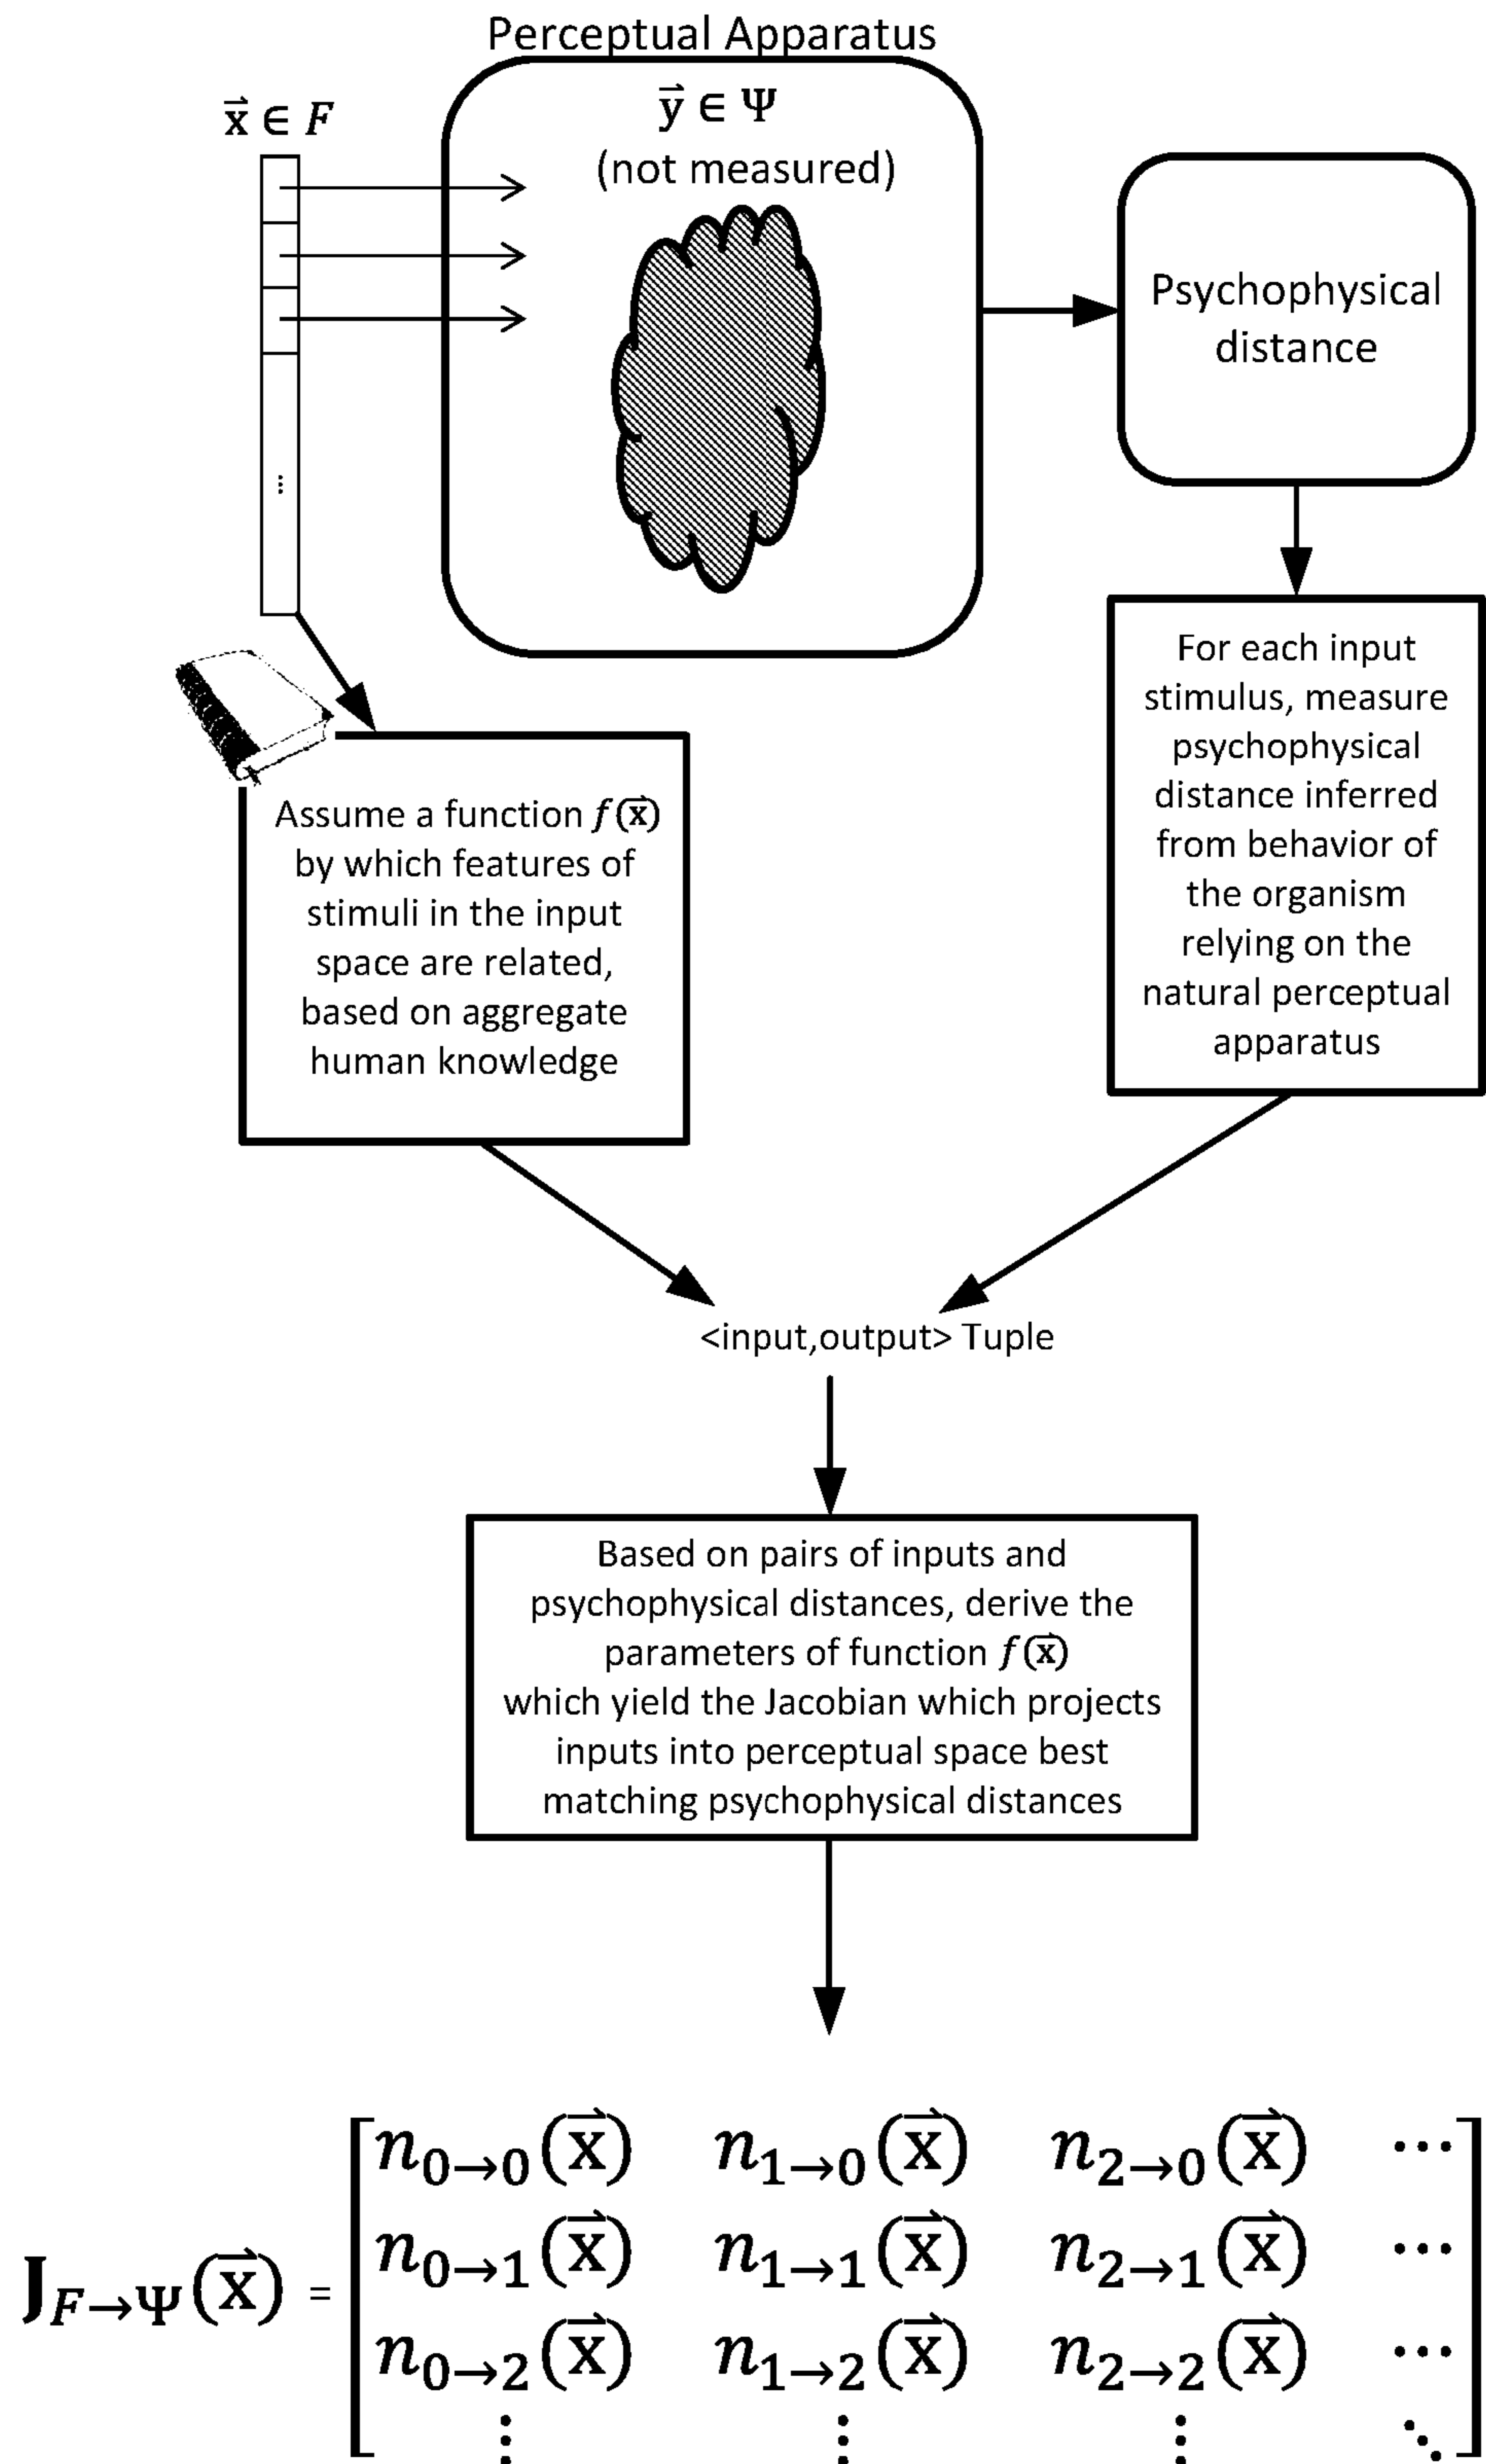 Perceptual Apparatus
x⃗ ∈ F
y⃗ ∈ Ψ
(not measured)
...
Psychophysical
distance
For each input
stimulus, measure
psychophysical
distance inferred
from behavior of
the organism
relying on the
natural perceptual
apparatus
Assume a function f(x⃗)
by which features of
stimuli in the input
space are related,
based on aggregate
human knowledge
<input,output> Tuple
Based on pairs of inputs and
psychophysical distances, derive the
parameters of function f(x⃗)
which yield the Jacobian which projects
inputs into perceptual space best
matching psychophysical distances
n₀→₀(x⃗) n₁→₀(x⃗) n₂→₀(x⃗) ⋯
n₀→₁(x⃗) n₁→₁(x⃗) n₂→₁(x⃗) ⋯
J_F→Ψ(x⃗) =
n₀→₂(x⃗) n₁→₂(x⃗) n₂→₂(x⃗) ⋯
⋮ ⋮ ⋮ ⋱